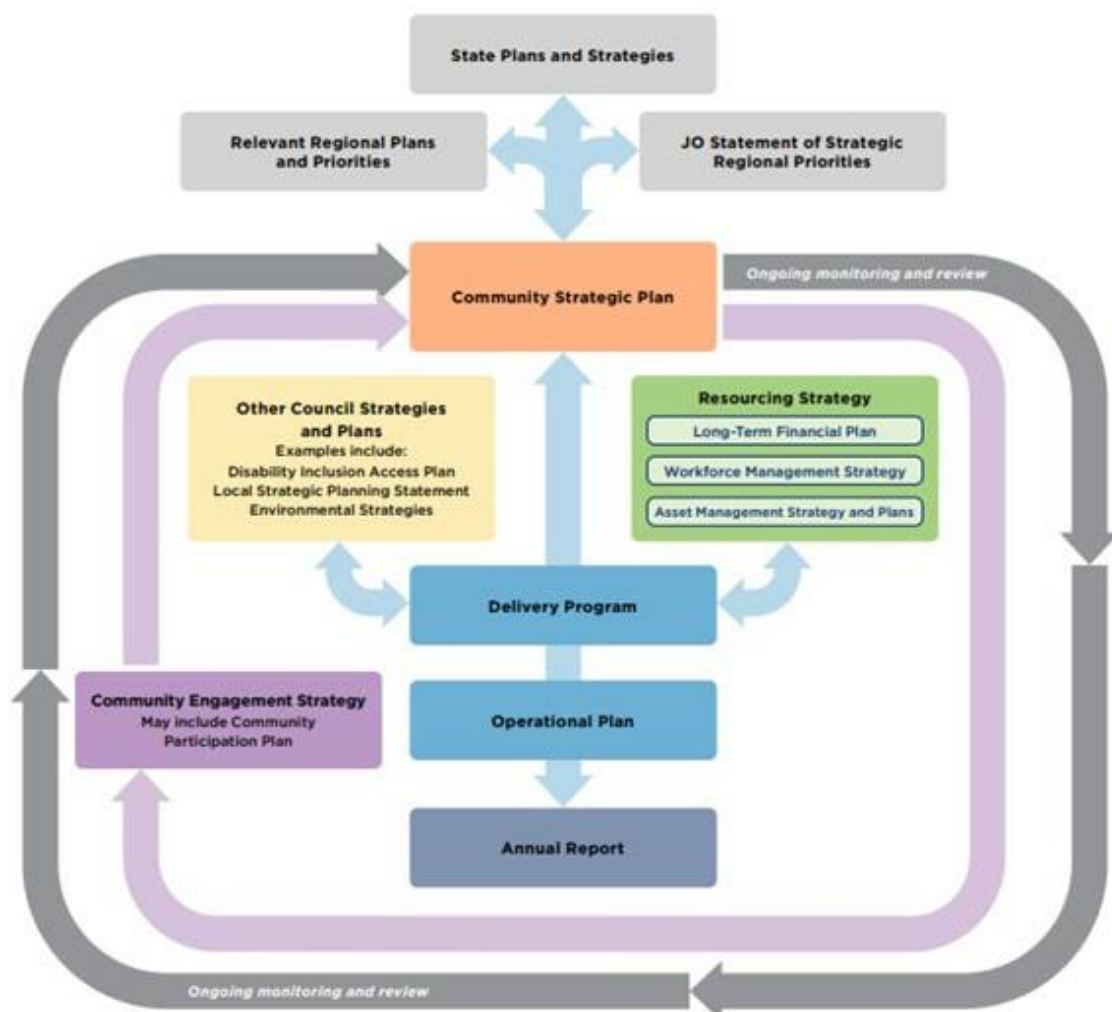 State Plans and Strategies
Relevant Regional Plans
and Priorities
JO Statement of Strategic
Regional Priorities
Community Strategic Plan
Ongoing monitoring and review
Other Council Strategies
and Plans
Examples include:
Disability Inclusion Access Plan
Local Strategic Planning Statement
Environmental Strategies
Resourcing Strategy
Long-Term Financial Plan
Workforce Management Strategy
Asset Management Strategy and Plans
Delivery Program
Community Engagement Strategy
May include Community
Participation Plan
Operational Plan
Annual Report
Ongoing monitoring and review